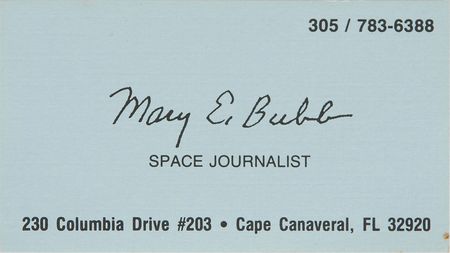 305 / 783-6388
Mary E. Bubb
SPACE JOURNALIST
230 Columbia Drive #203 • Cape Canaveral, FL 32920